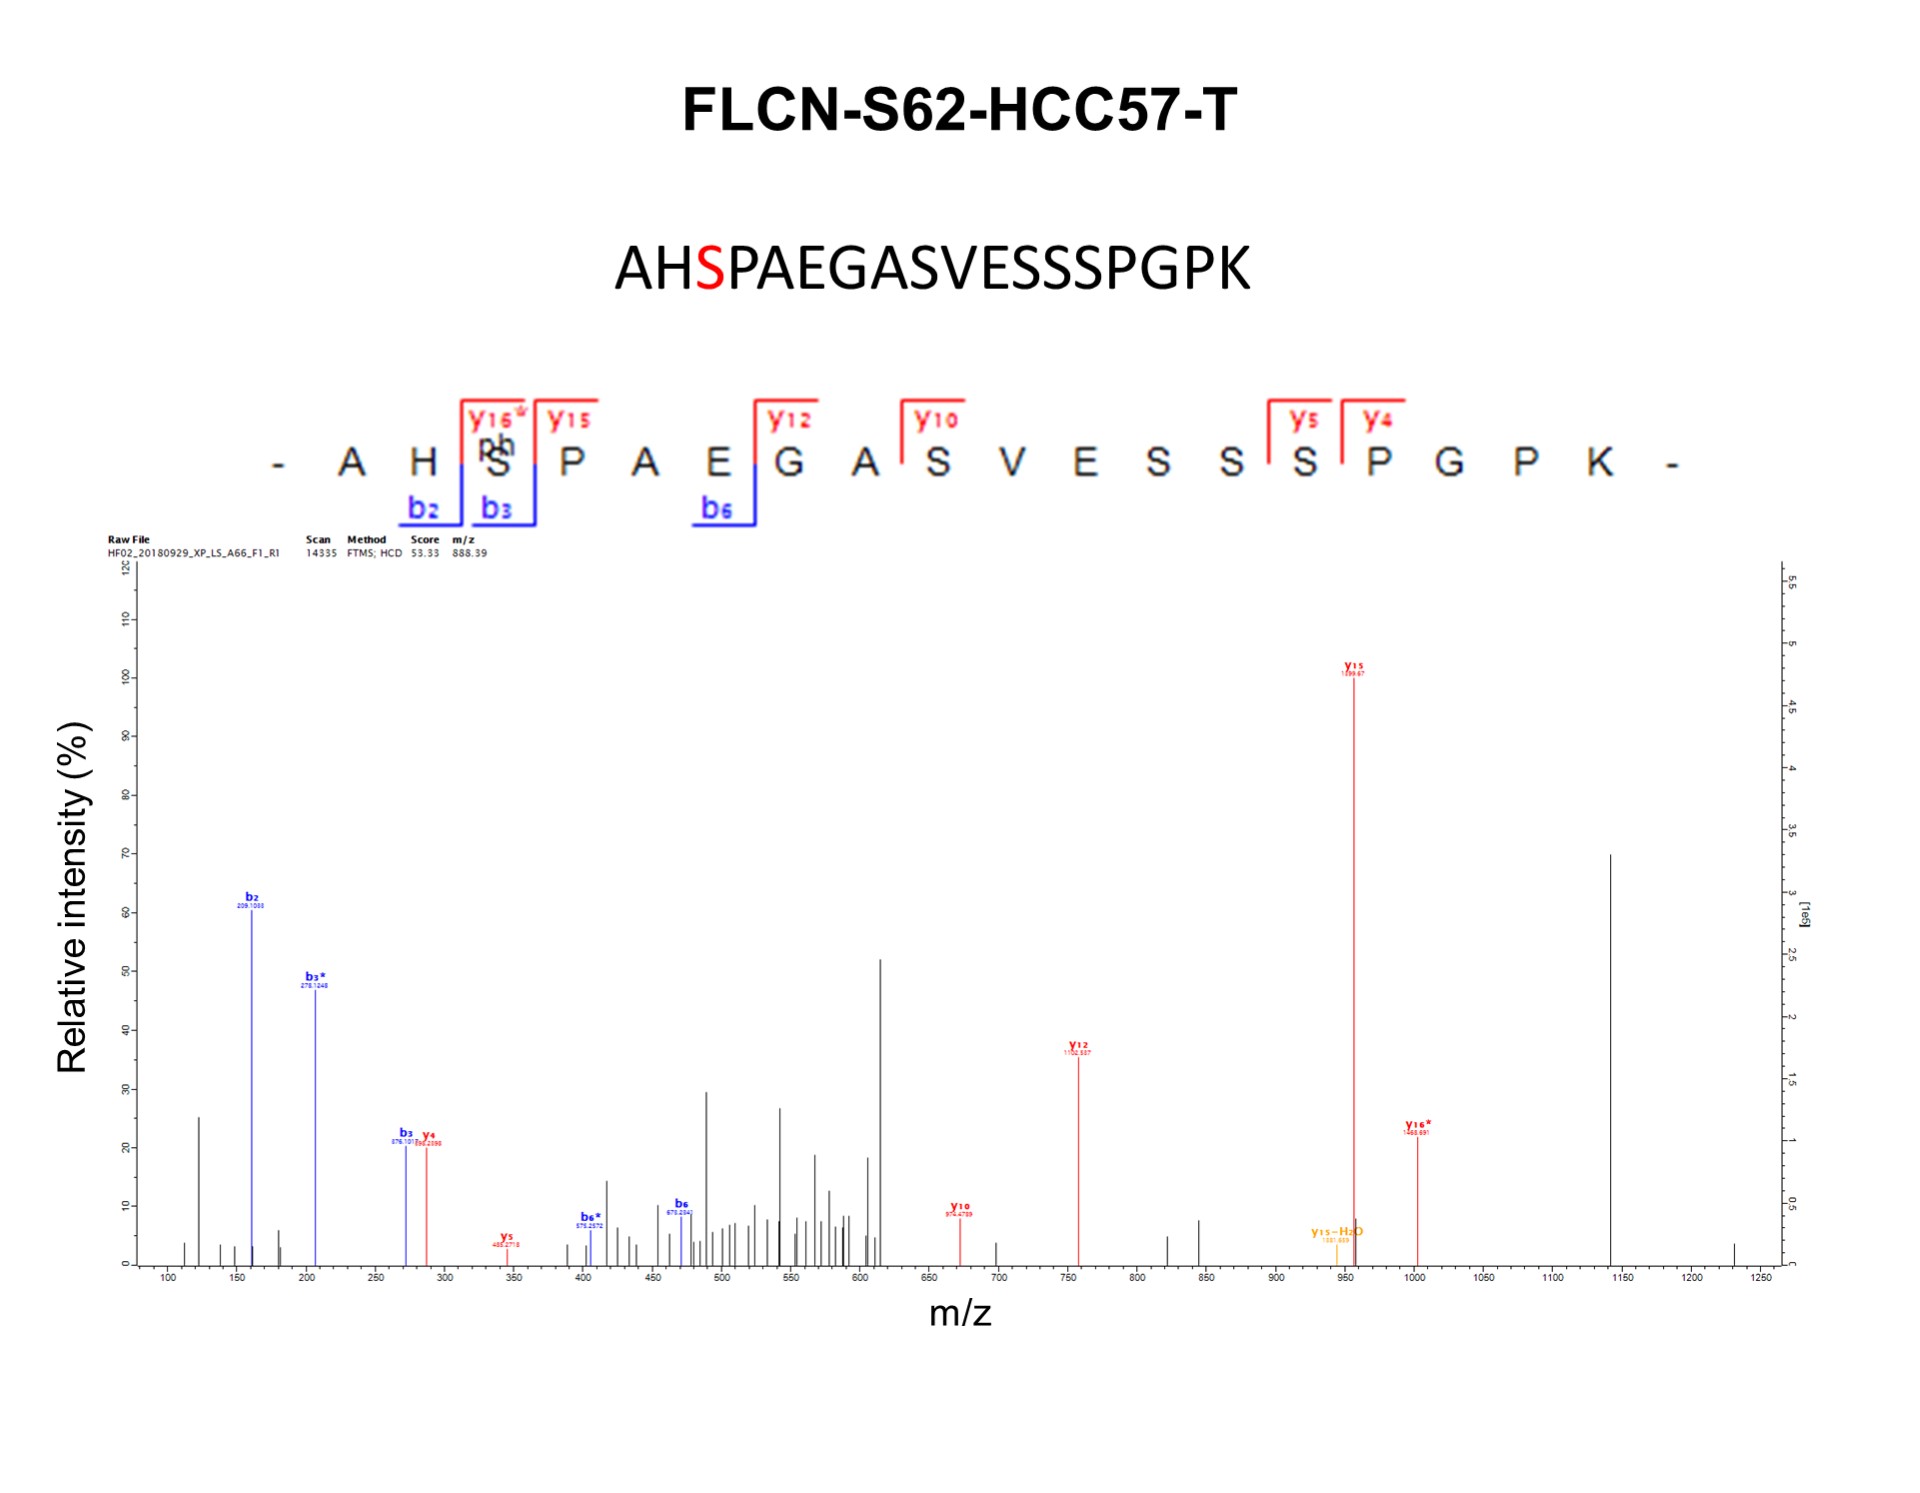 FLCN-S62-HCC57-T
AHSPAEGASVESSSPGPK
y16* y15 y12 y10 y5 y4
ph
- A H S P A E G A S V E S S S P G P K -
b2 b3 b6
Raw File Scan Method Score m/z
HF02_20180929_XP_LS_A66_F1_R1 14335 FTMS; HCD 53.33 888.39
Relative intensity (%)
0 10 20 30 40 50 60 70 80 90 100 110 120
b2
209.1033
b3*
278.1248
b3
y4
y5
b6*
b6
y10
y12
y15-H2O
y15
y16*
0 0.5 1 1.5 2 2.5 3 3.5 4 4.5 5 5.5
[1e5]
100 150 200 250 300 350 400 450 500 550 600 650 700 750 800 850 900 950 1000 1050 1100 1150 1200 1250
m/z